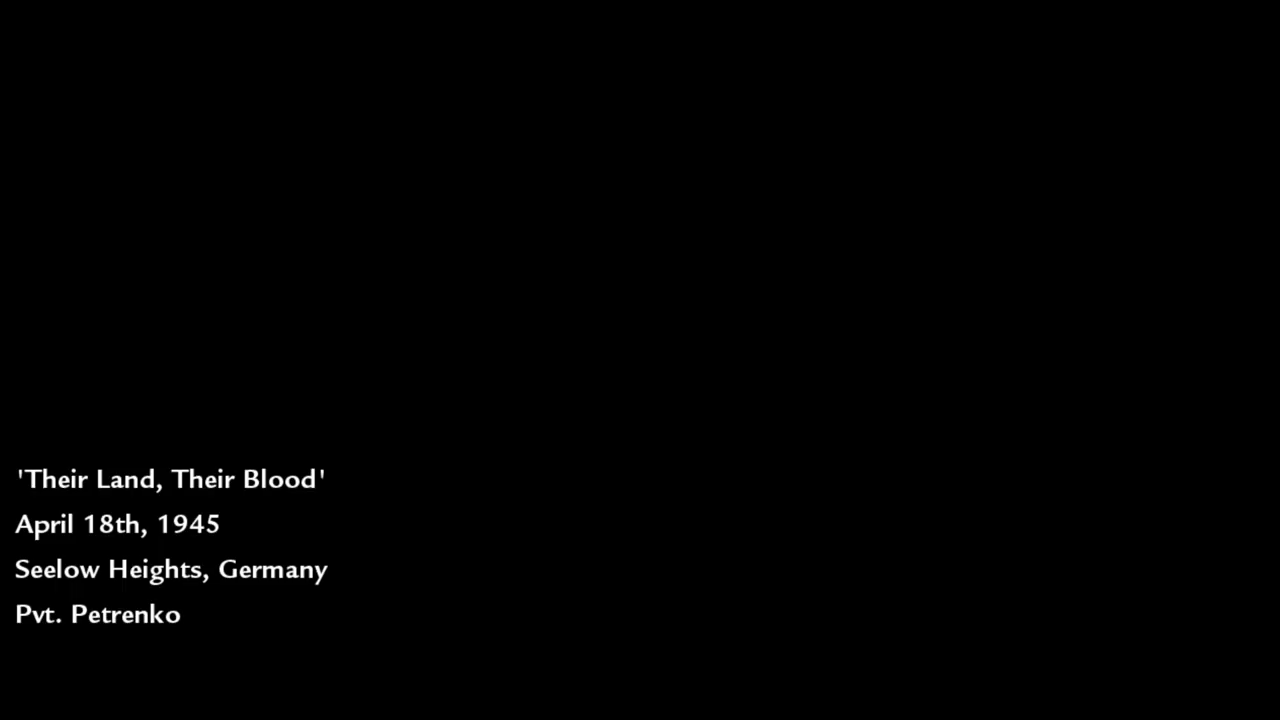 'Their Land, Their Blood'
April 18th, 1945
Seelow Heights, Germany
Pvt. Petrenko